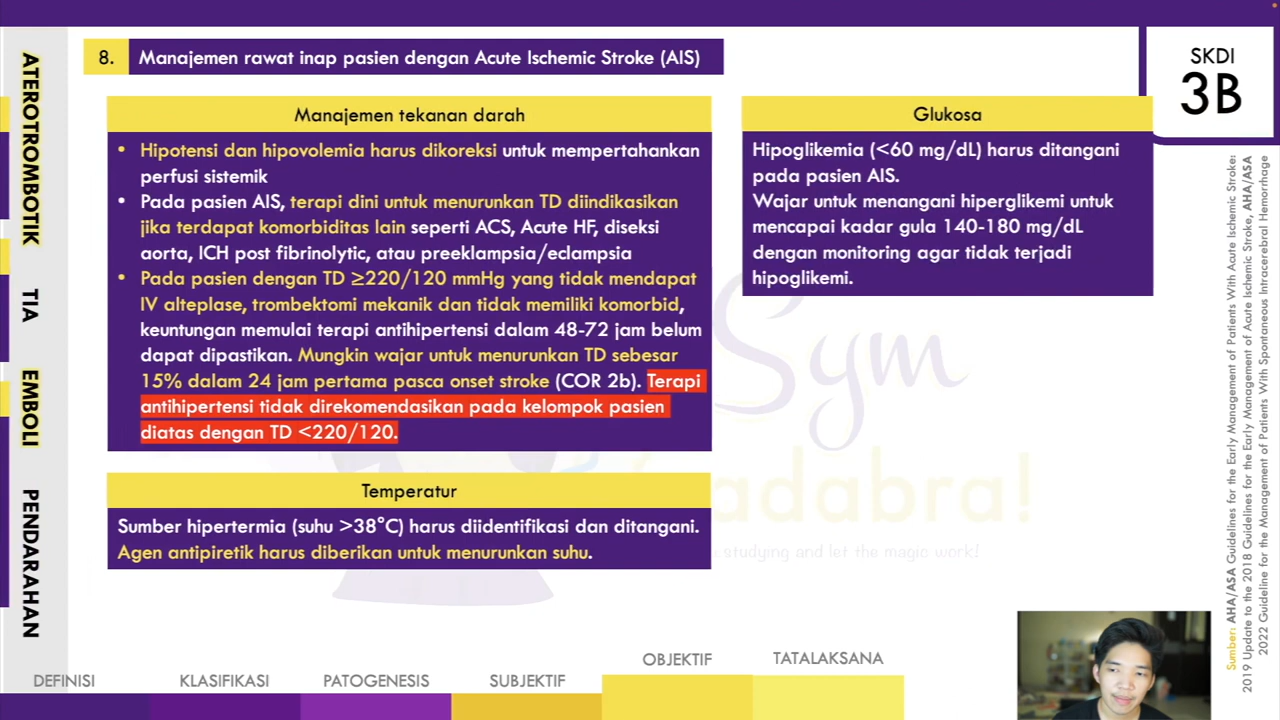 8. Manajemen rawat inap pasien dengan Acute Ischemic Stroke (AIS)
SKDI
3B
Manajemen tekanan darah
• Hipotensi dan hipovolemia harus dikoreksi untuk mempertahankan
perfusi sistemik
• Pada pasien AIS, terapi dini untuk menurunkan TD diindikasikan
jika terdapat komorbiditas lain seperti ACS, Acute HF, diseksi
aorta, ICH post fibrinolytic, atau preeklampsia/eclampsia
• Pada pasien dengan TD ≥220/120 mmHg yang tidak mendapat
IV alteplase, trombektomi mekanik dan tidak memiliki komorbid,
keuntungan memulai terapi antihipertensi dalam 48-72 jam belum
dapat dipastikan. Mungkin wajar untuk menurunkan TD sebesar
15% dalam 24 jam pertama pasca onset stroke (COR 2b). Terapi
antihipertensi tidak direkomendasikan pada kelompok pasien
diatas dengan TD <220/120.
Glukosa
Hipoglikemia (<60 mg/dL) harus ditangani
pada pasien AIS.
Wajar untuk menangani hiperglikemi untuk
mencapai kadar gula 140-180 mg/dL
dengan monitoring agar tidak terjadi
hipoglikemi.
Temperatur
Sumber hipertermia (suhu >38°C) harus diidentifikasi dan ditangani.
Agen antipiretik harus diberikan untuk menurunkan suhu.
Sym
adabra!
studying and let the magic work!
ATEROTROMBOTIK
TIA
EMBOLI
PENDARAHAN
Sumber: AHA/ASA Guidelines for the Early Management of Patients With Acute Ischemic Stroke:
2019 Update to the 2018 Guidelines for the Early Management of Acute Ischemic Stroke, AHA/ASA
2022 Guideline for the Management of Patients With Spontaneous Intracerebral Hemorrhage
DEFINISI
KLASIFIKASI
PATOGENESIS
SUBJEKTIF
OBJEKTIF
TATALAKSANA